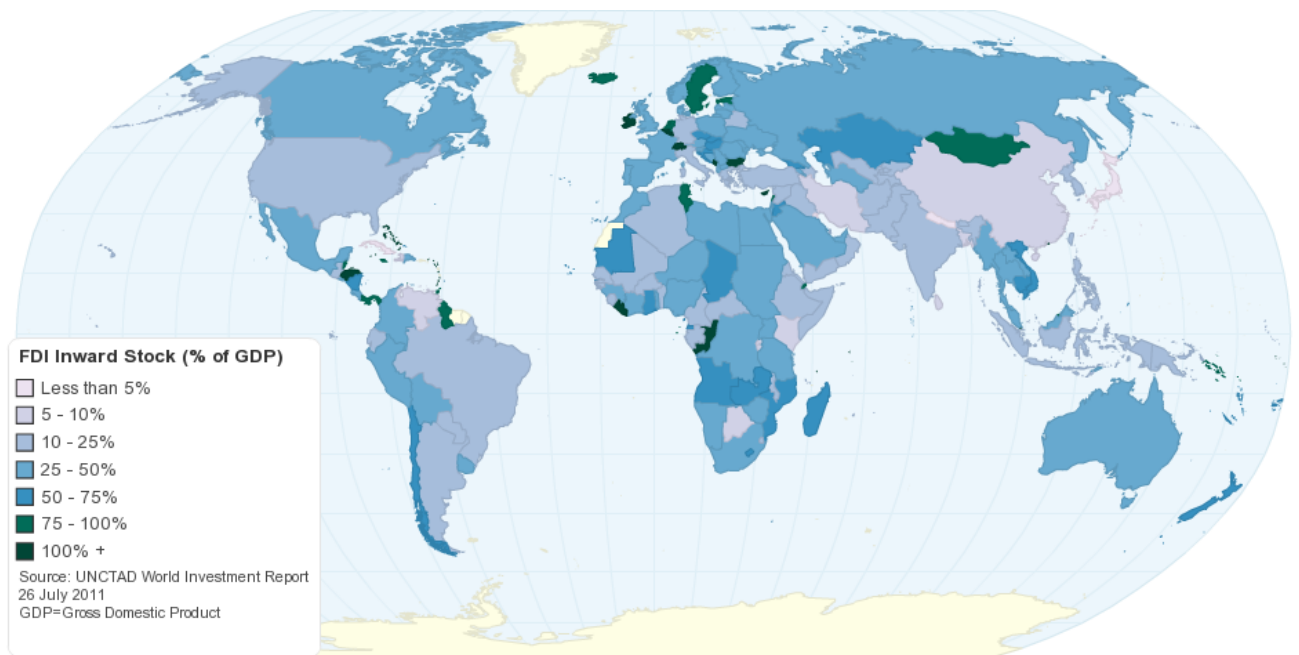 FDI Inward Stock (% of GDP)
Less than 5%
5 - 10%
10 - 25%
25 - 50%
50 - 75%
75 - 100%
100% +
Source: UNCTAD World Investment Report
26 July 2011
GDP=Gross Domestic Product